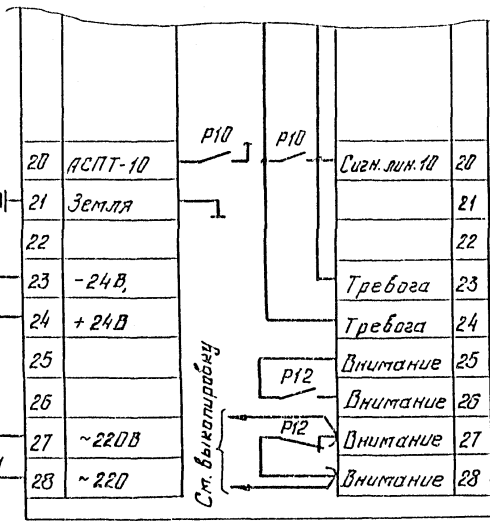 Р10 Р10
20 АСПТ-10 Сигн. лин. 10 20
21 Земля 21
22 22
23 -24В, Тревога 23
24 +24В Тревога 24
25 Внимание 25
Р12
26 Внимание 26
Р12
27 ~220В Внимание 27
28 ~220 Внимание 28
См. выкопировку